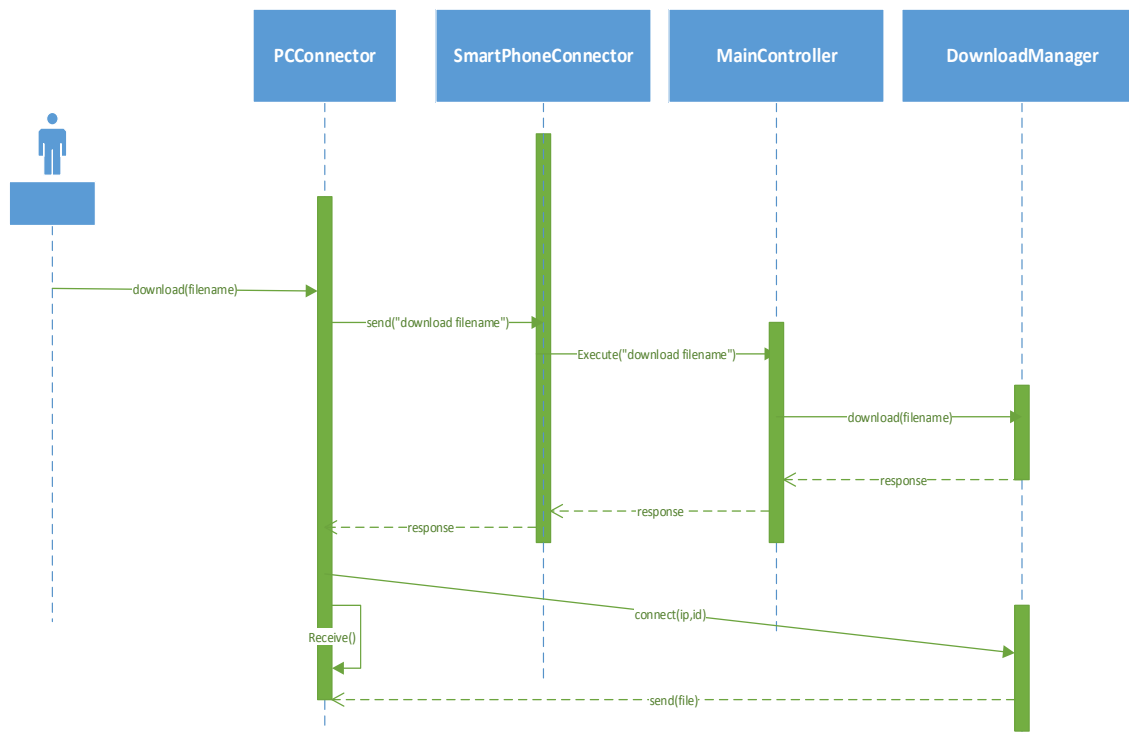 PCConnector
SmartPhoneConnector
MainController
DownloadManager
download(filename)
send("download filename")
Execute("download filename")
download(filename)
response
response
response
connect(ip,id)
Receive()
send(file)